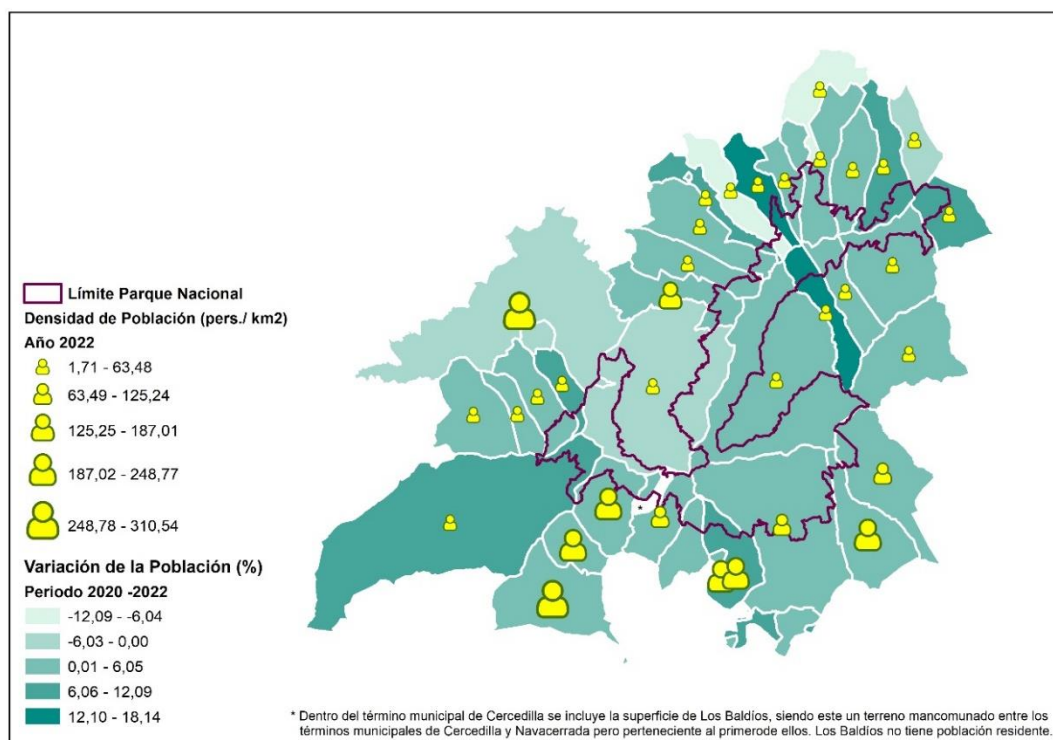 Límite Parque Nacional
Densidad de Población (pers./ km2)
Año 2022
1,71 - 63,48
63,49 - 125,24
125,25 - 187,01
187,02 - 248,77
248,78 - 310,54
Variación de la Población (%)
Periodo 2020 -2022
-12,09 - -6,04
-6,03 - 0,00
0,01 - 6,05
6,06 - 12,09
12,10 - 18,14
*
* Dentro del término municipal de Cercedilla se incluye la superficie de Los Baldíos, siendo este un terreno mancomunado entre los
términos municipales de Cercedilla y Navacerrada pero perteneciente al primerode ellos. Los Baldíos no tiene población residente.